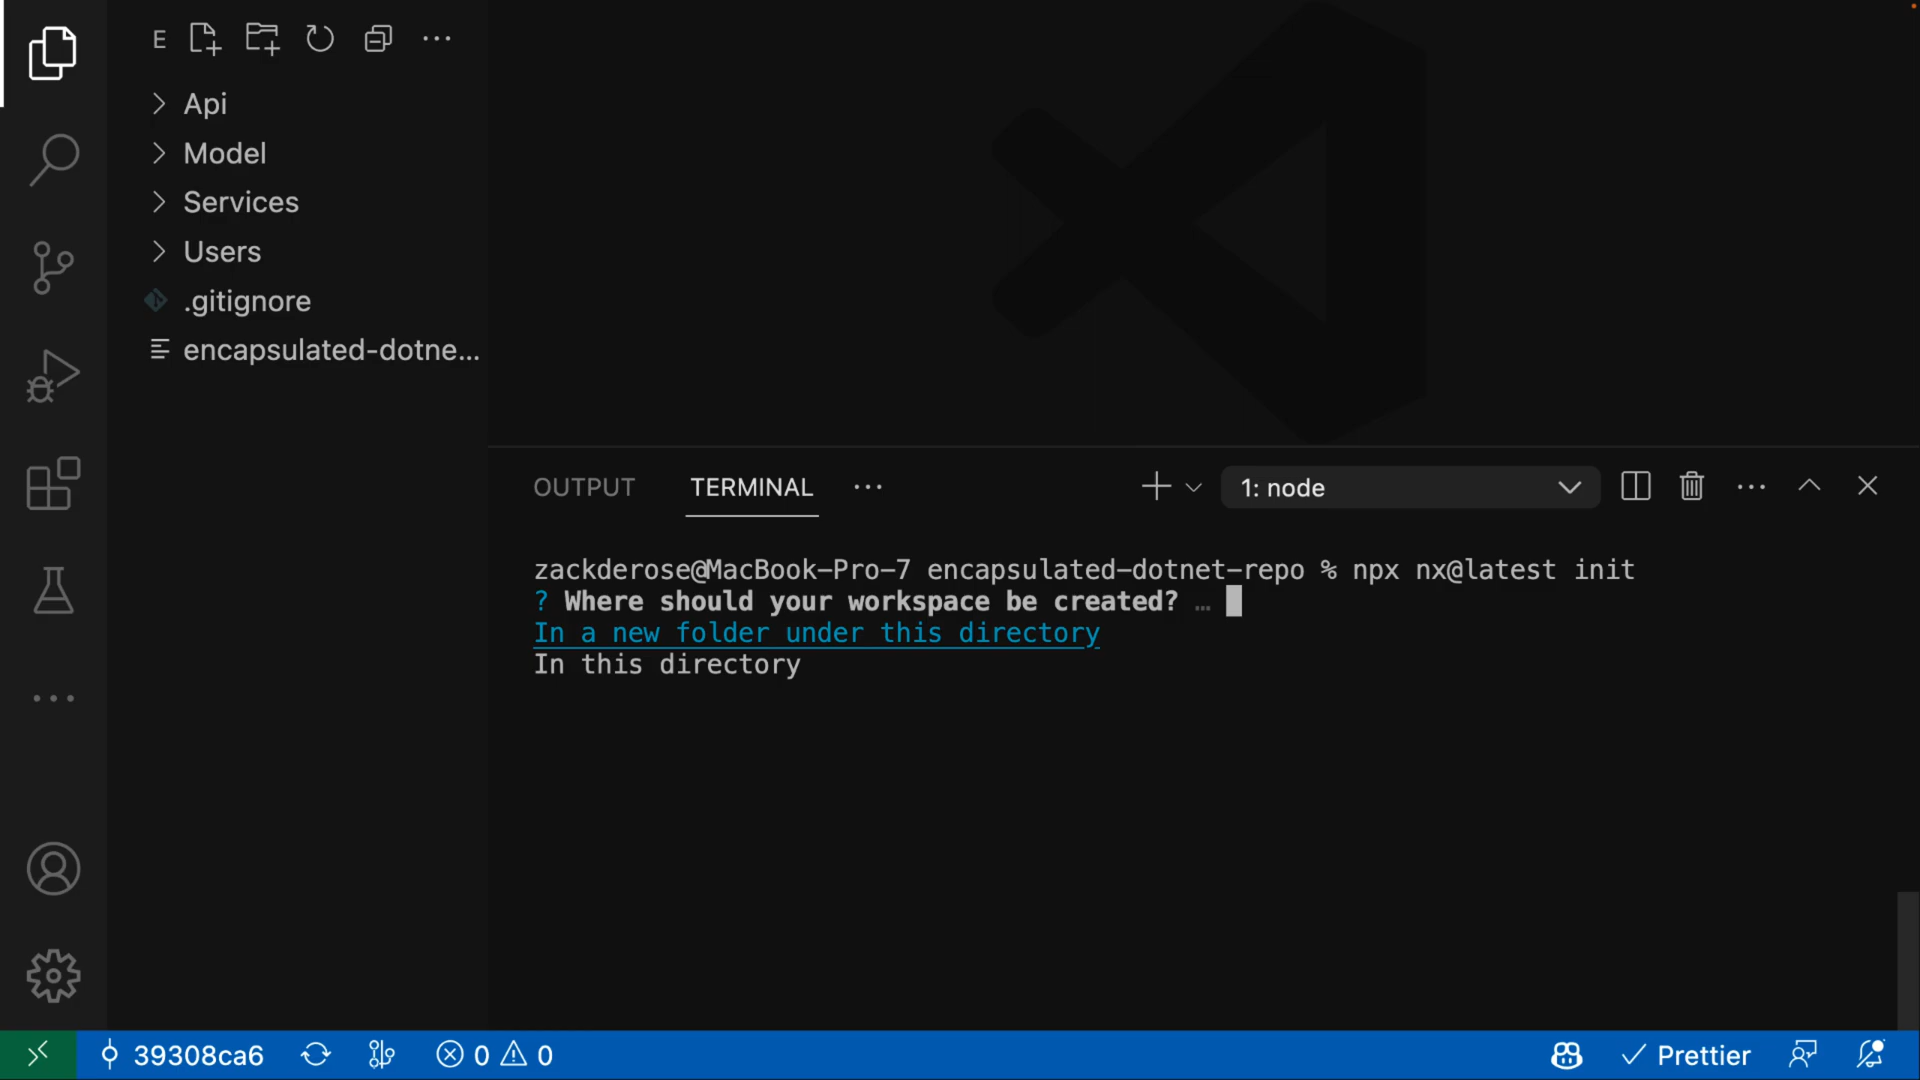 E
Api
Model
Services
Users
.gitignore
encapsulated-dotne...
OUTPUT
TERMINAL
1: node
zackderose@MacBook-Pro-7 encapsulated-dotnet-repo % npx nx@latest init
? Where should your workspace be created? …
In a new folder under this directory
In this directory
39308ca6
0
0
Prettier